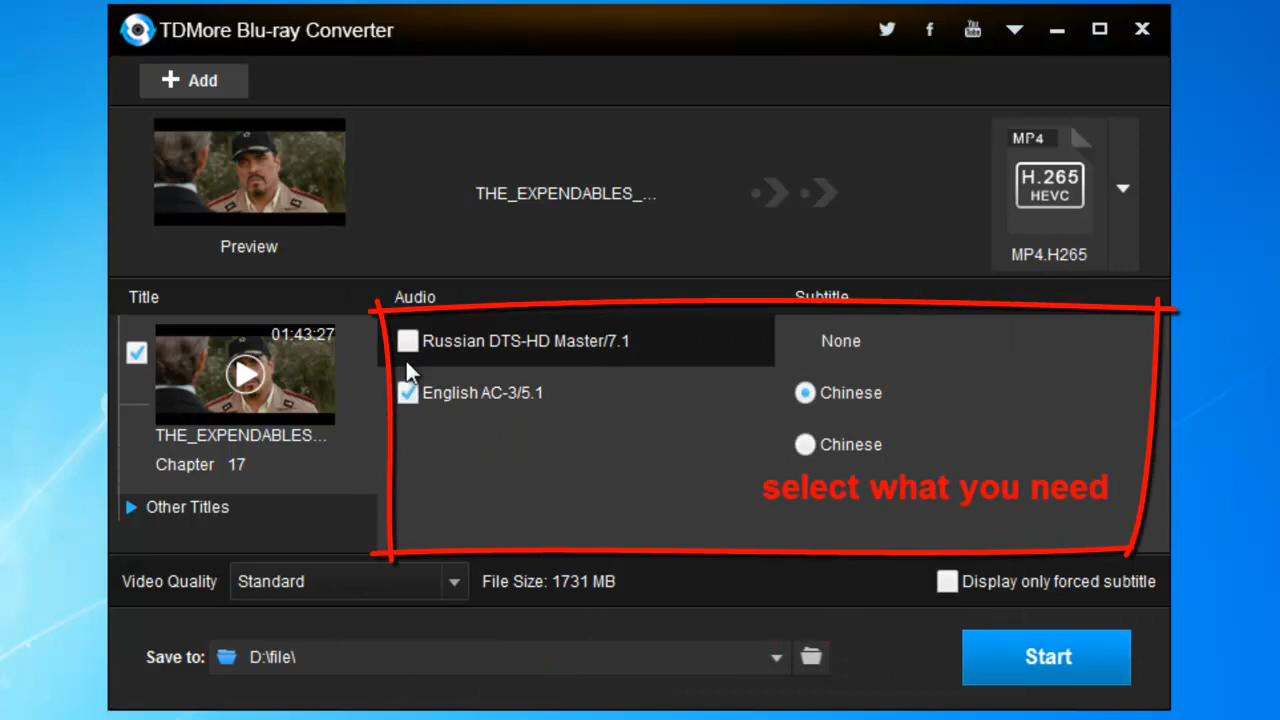 TDMore Blu-ray Converter
You Tube
Add
THE_EXPENDABLES_...
MP4
H.265
HEVC
Preview
MP4.H265
Title
Audio
Subtitle
01:43:27
Russian DTS-HD Master/7.1
None
English AC-3/5.1
Chinese
THE_EXPENDABLES...
Chinese
Chapter 17
select what you need
Other Titles
Video Quality
Standard
File Size: 1731 MB
Display only forced subtitle
Save to:
D:\file\
Start